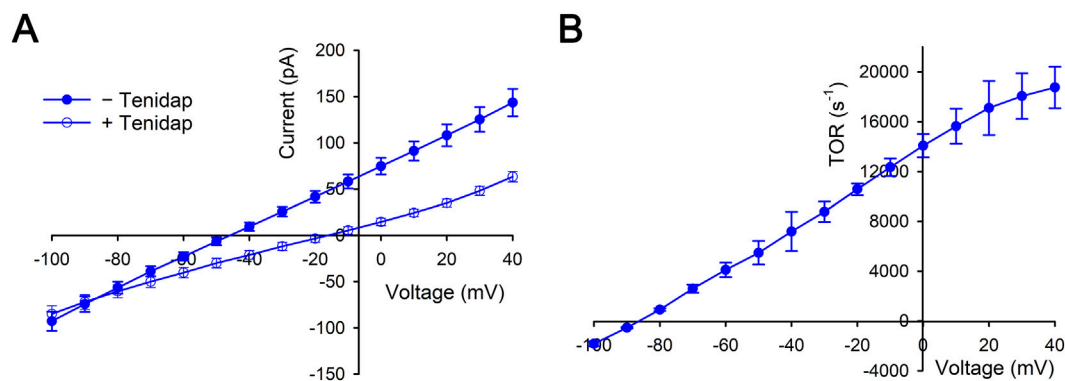 A
− Tenidap
+ Tenidap
Current (pA)
200
150
100
50
0
-50
-100
-150
-100 -80 -60 -40 -20 0 20 40
Voltage (mV)
B
TOR (s-1)
20000
16000
12000
8000
4000
0
-4000
-100 -80 -60 -40 -20 0 20 40
Voltage (mV)